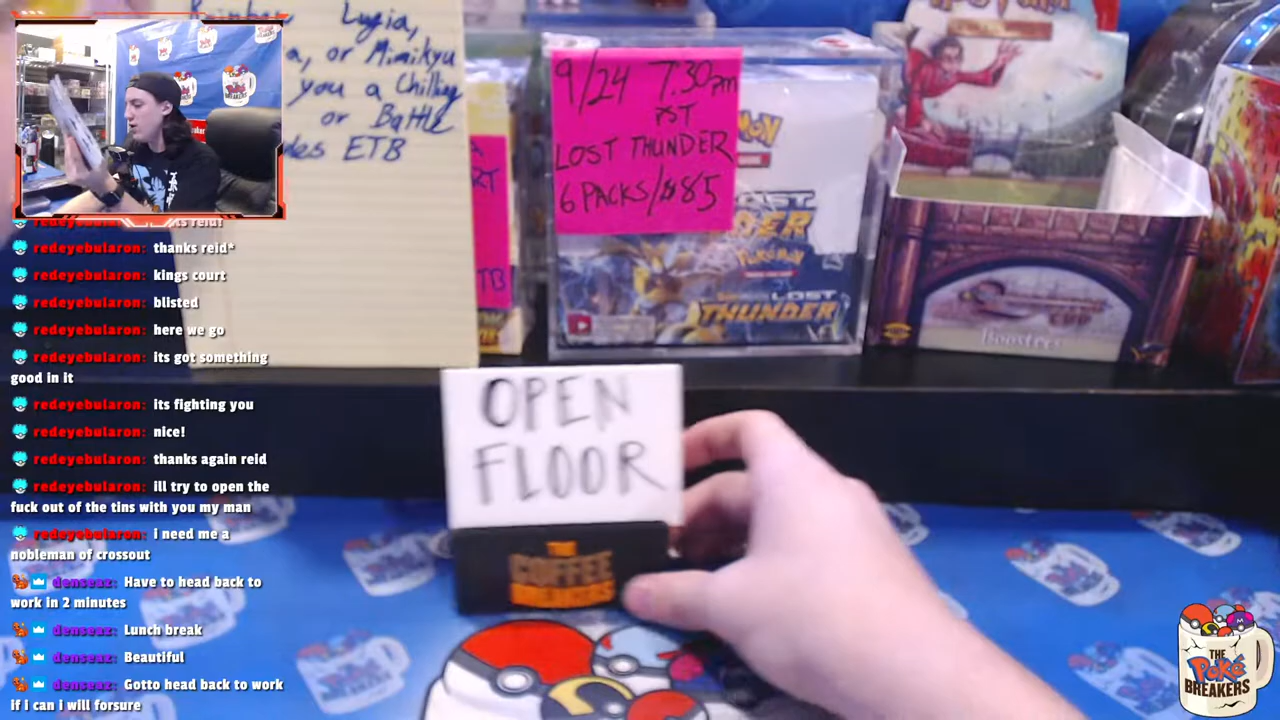 Lugia,
a, or Mimikyu
you a Chilling
or Battle
ETB
9/24 7:30pm
PST
LOST THUNDER
6 PACKS/$85
LOST
THUNDER
Boosters
OPEN
FLOOR
THE
COFFEE
BREAKERS
redeyebularon: thanks reid*
redeyebularon: kings court
redeyebularon: blisted
redeyebularon: here we go
redeyebularon: its got something
good in it
redeyebularon: its fighting you
redeyebularon: nice!
redeyebularon: thanks again reid
redeyebularon: ill try to open the
fuck out of the tins with you my man
redeyebularon: I need me a
nobleman of crossout
denseaz: Have to head back to
work in 2 minutes
denseaz: Lunch break
denseaz: Beautiful
denseaz: Gotto head back to work
if i can i will forsure
THE
Poké
BREAKERS